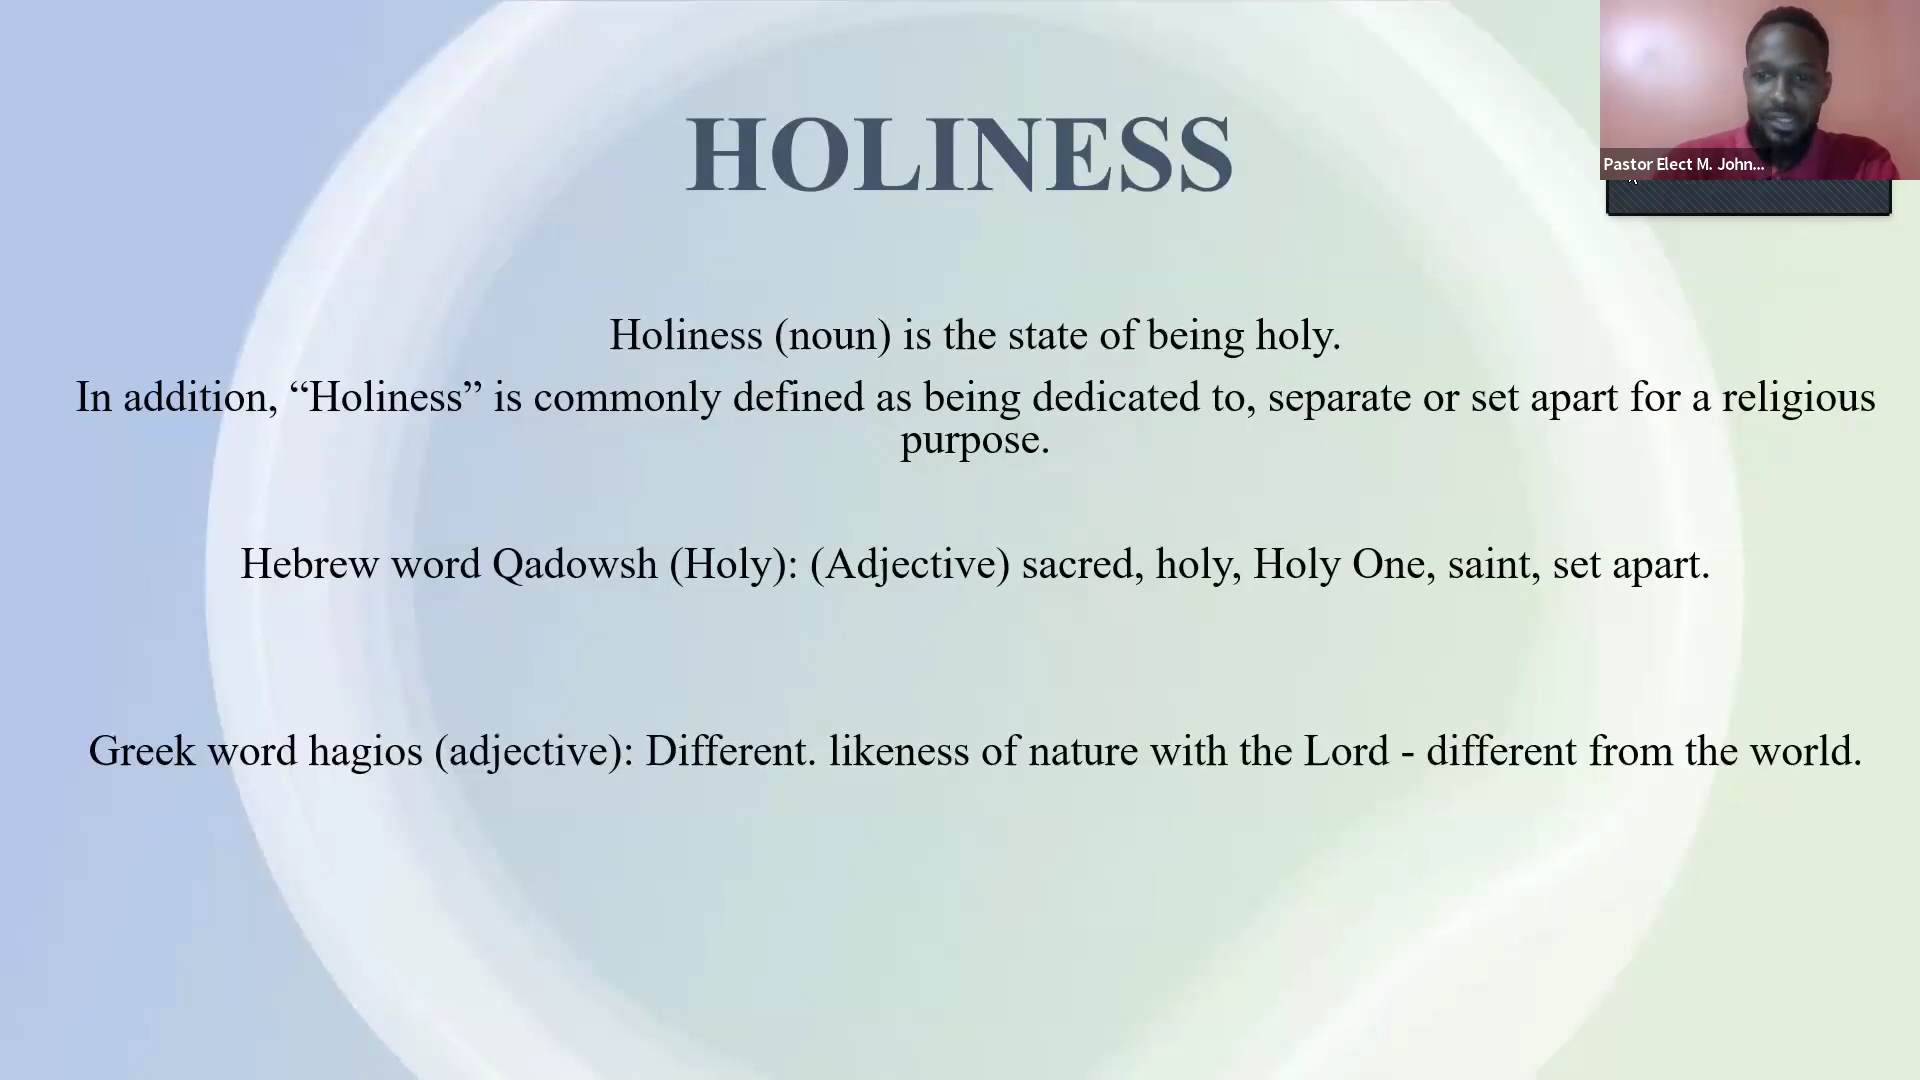 HOLINESS
Pastor Elect M. John...
Holiness (noun) is the state of being holy.
In addition, “Holiness” is commonly defined as being dedicated to, separate or set apart for a religious
purpose.
Hebrew word Qadowsh (Holy): (Adjective) sacred, holy, Holy One, saint, set apart.
Greek word hagios (adjective): Different. likeness of nature with the Lord - different from the world.